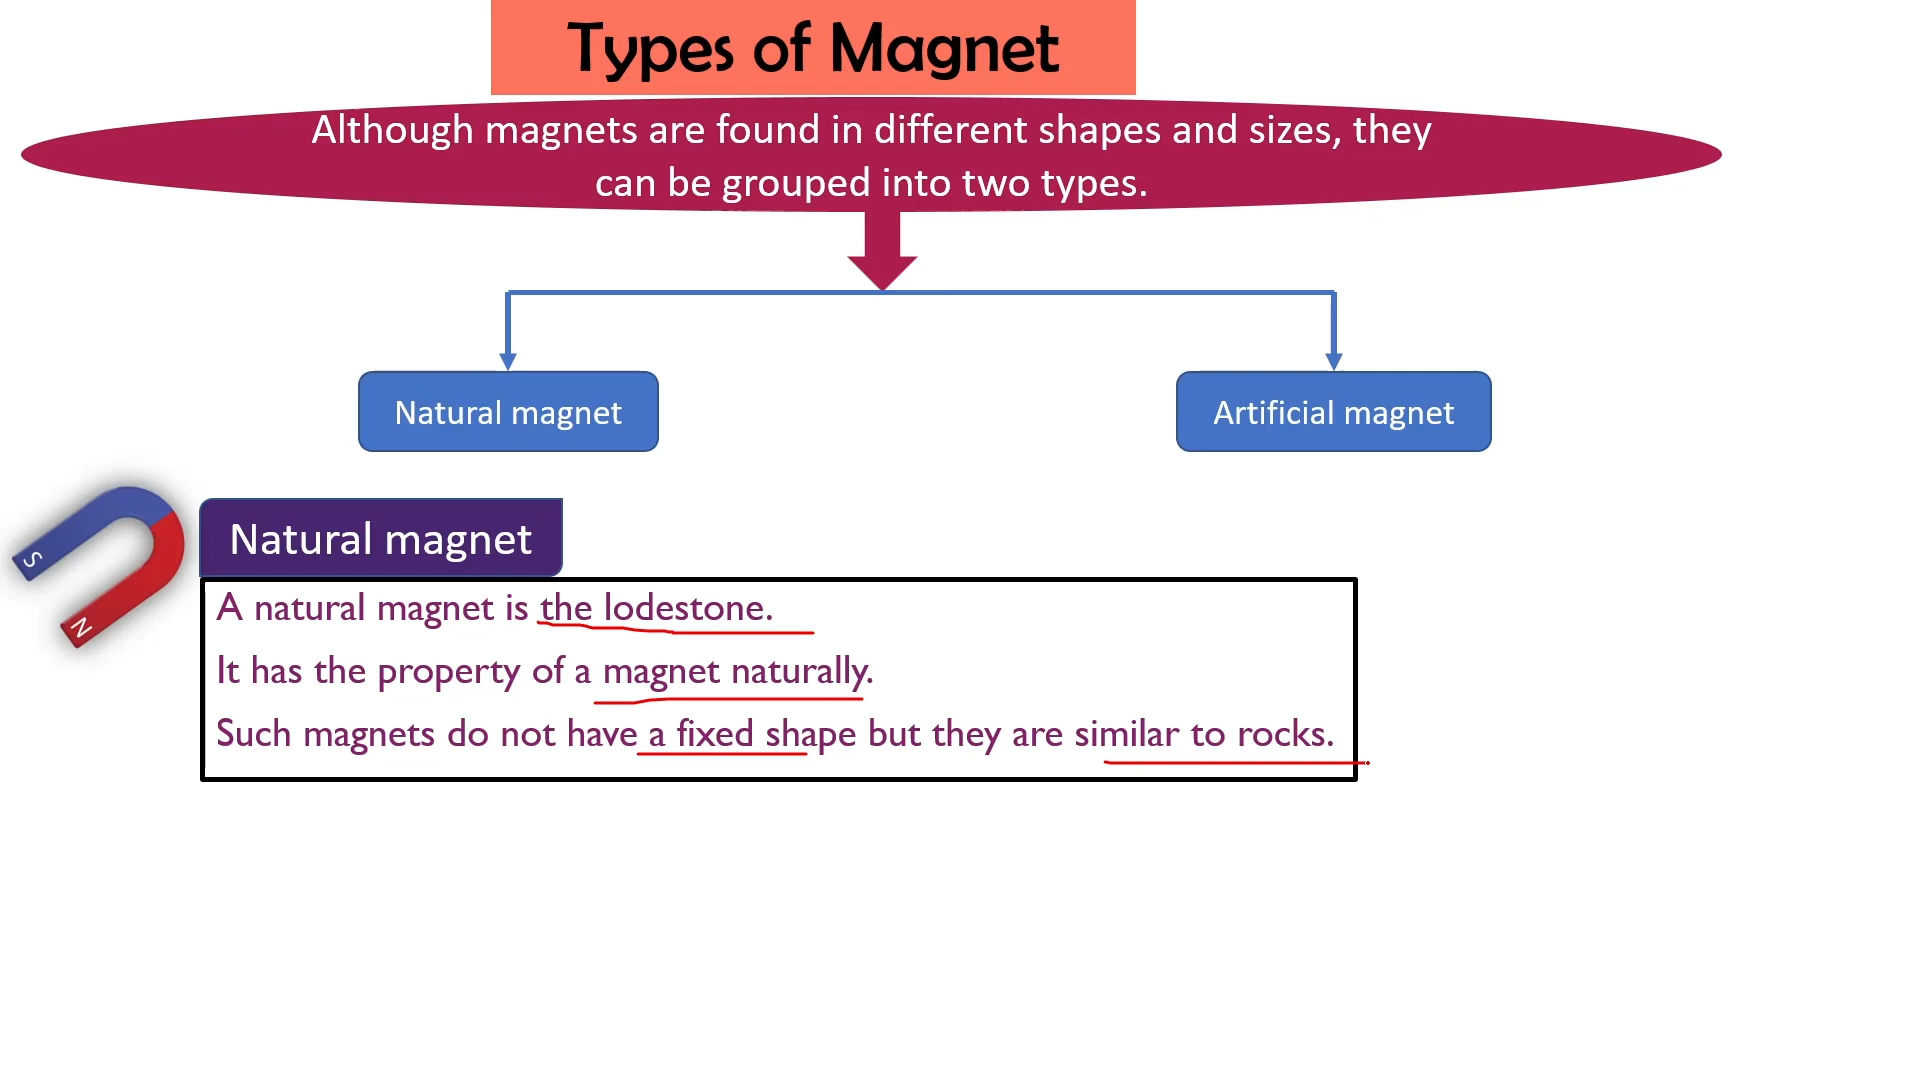 Types of Magnet
Although magnets are found in different shapes and sizes, they
can be grouped into two types.
Natural magnet
Artificial magnet
S
N
Natural magnet
A natural magnet is the lodestone.
It has the property of a magnet naturally.
Such magnets do not have a fixed shape but they are similar to rocks.